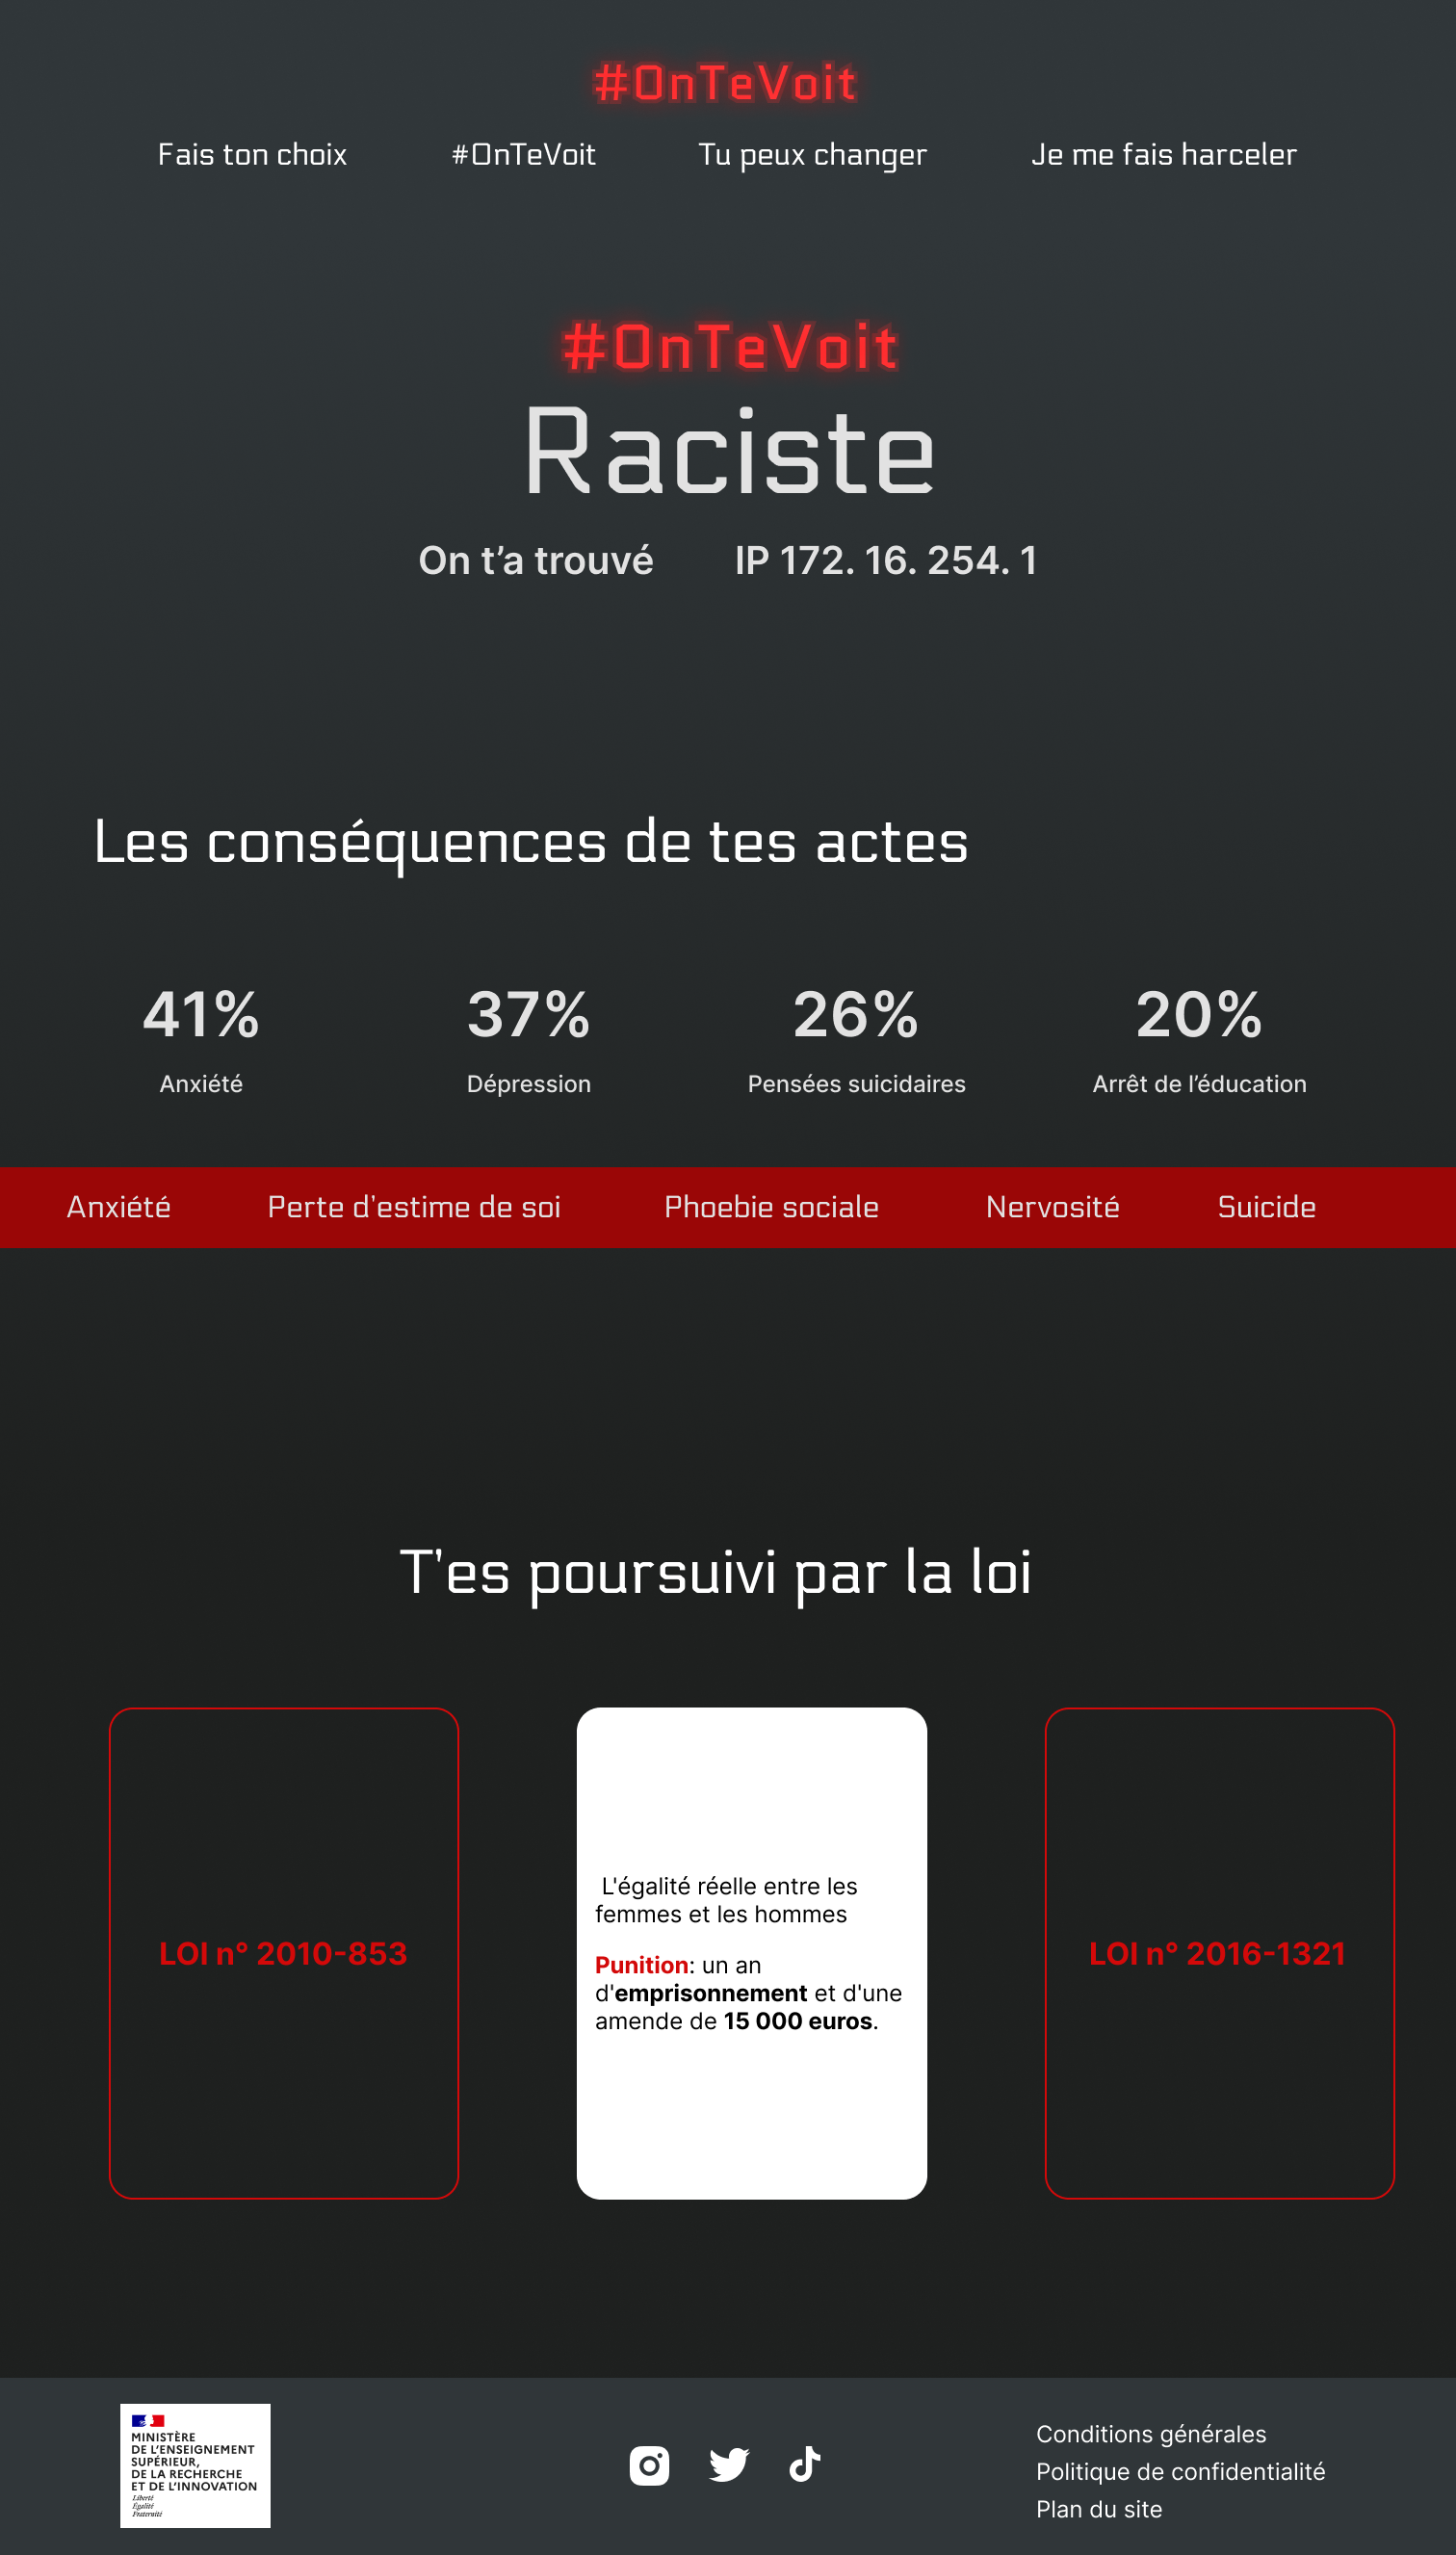 #OnTeVoit
Fais ton choix #OnTeVoit Tu peux changer Je me fais harceler
#OnTeVoit
Raciste
On t’a trouvé IP 172. 16. 254. 1
Les conséquences de tes actes
41% 37% 26% 20%
Anxiété Dépression Pensées suicidaires Arrêt de l’éducation
Anxiété Perte d'estime de soi Phoebie sociale Nervosité Suicide
T'es poursuivi par la loi
LOI n° 2010-853
L'égalité réelle entre les
femmes et les hommes
Punition: un an
d'emprisonnement et d'une
amende de 15 000 euros.
LOI n° 2016-1321
MINISTÈRE
DE L’ENSEIGNEMENT
SUPÉRIEUR,
DE LA RECHERCHE
ET DE L’INNOVATION
Liberté
Égalité
Fraternité
Conditions générales
Politique de confidentialité
Plan du site